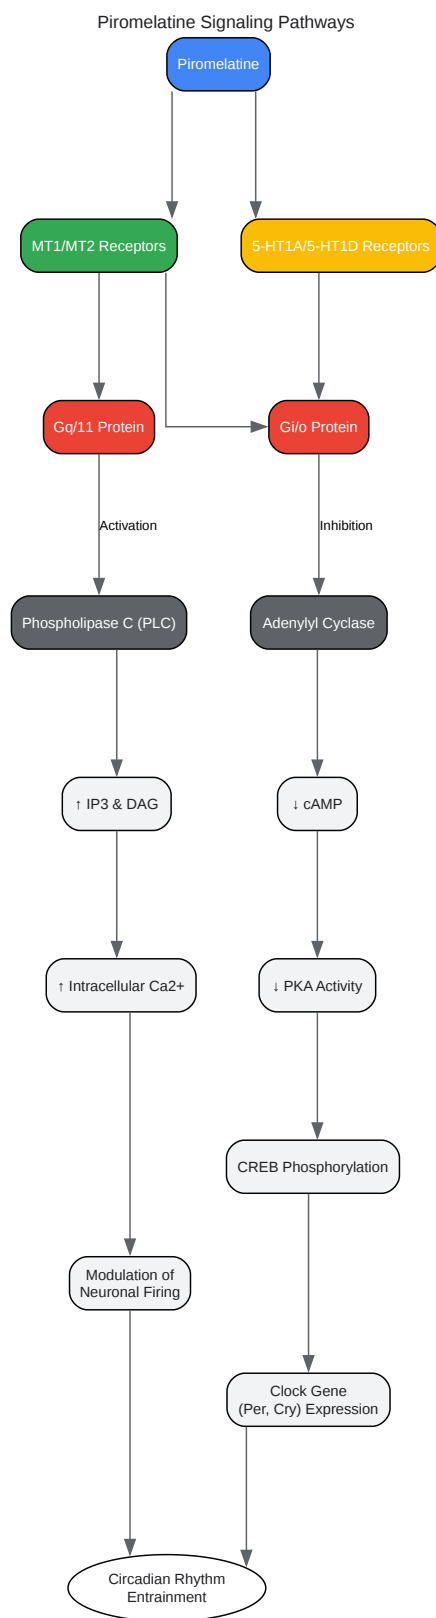 Piromelatine Signaling Pathways
Piromelatine
MT1/MT2 Receptors
5-HT1A/5-HT1D Receptors
Gq/11 Protein
Gi/o Protein
Activation
Inhibition
Phospholipase C (PLC)
Adenylyl Cyclase
↑ IP3 & DAG
↓ cAMP
↑ Intracellular Ca2+
↓ PKA Activity
CREB Phosphorylation
Modulation of
Neuronal Firing
Clock Gene
(Per, Cry) Expression
Circadian Rhythm
Entrainment